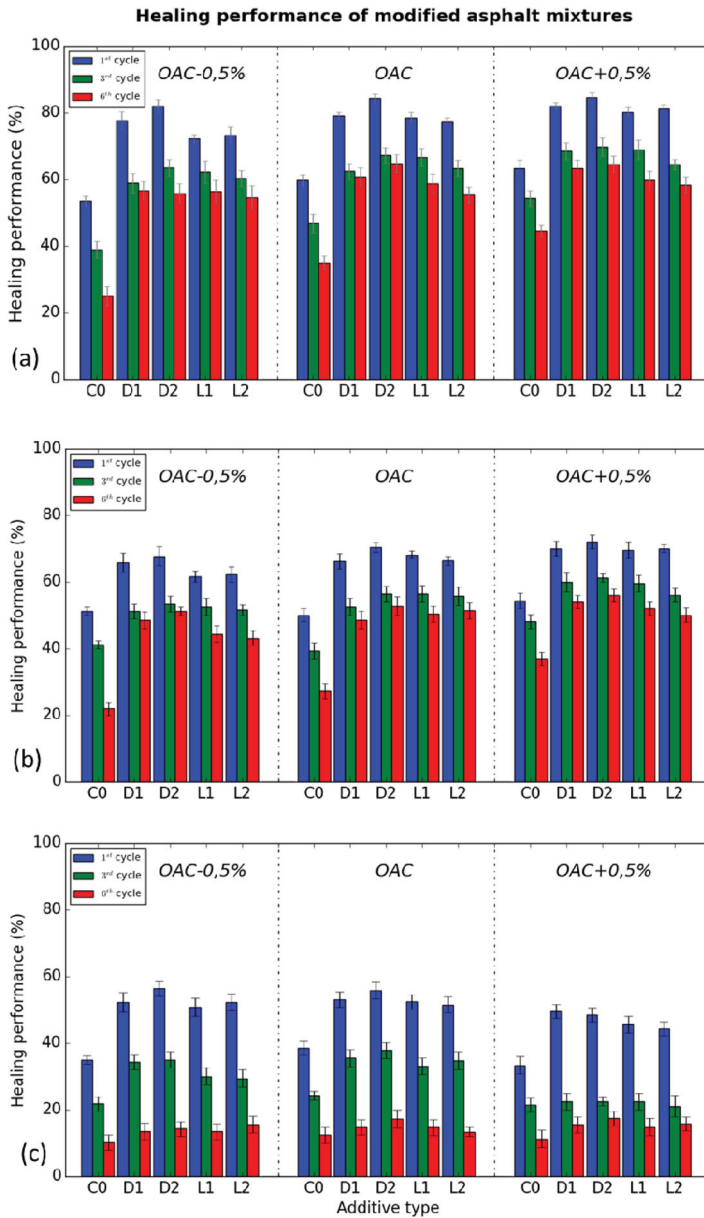 Healing performance of modified asphalt mixtures
100
80
60
40
20
0
Healing performance (%)
1st cycle
3rd cycle
6th cycle
OAC-0,5%
OAC
OAC+0,5%
(a)
C0 D1 D2 L1 L2 C0 D1 D2 L1 L2 C0 D1 D2 L1 L2
100
80
60
40
20
0
Healing performance (%)
1st cycle
3rd cycle
6th cycle
OAC-0,5%
OAC
OAC+0,5%
(b)
C0 D1 D2 L1 L2 C0 D1 D2 L1 L2 C0 D1 D2 L1 L2
100
80
60
40
20
0
Healing performance (%)
1st cycle
3rd cycle
6th cycle
OAC-0,5%
OAC
OAC+0,5%
(c)
C0 D1 D2 L1 L2 C0 D1 D2 L1 L2 C0 D1 D2 L1 L2
Additive type